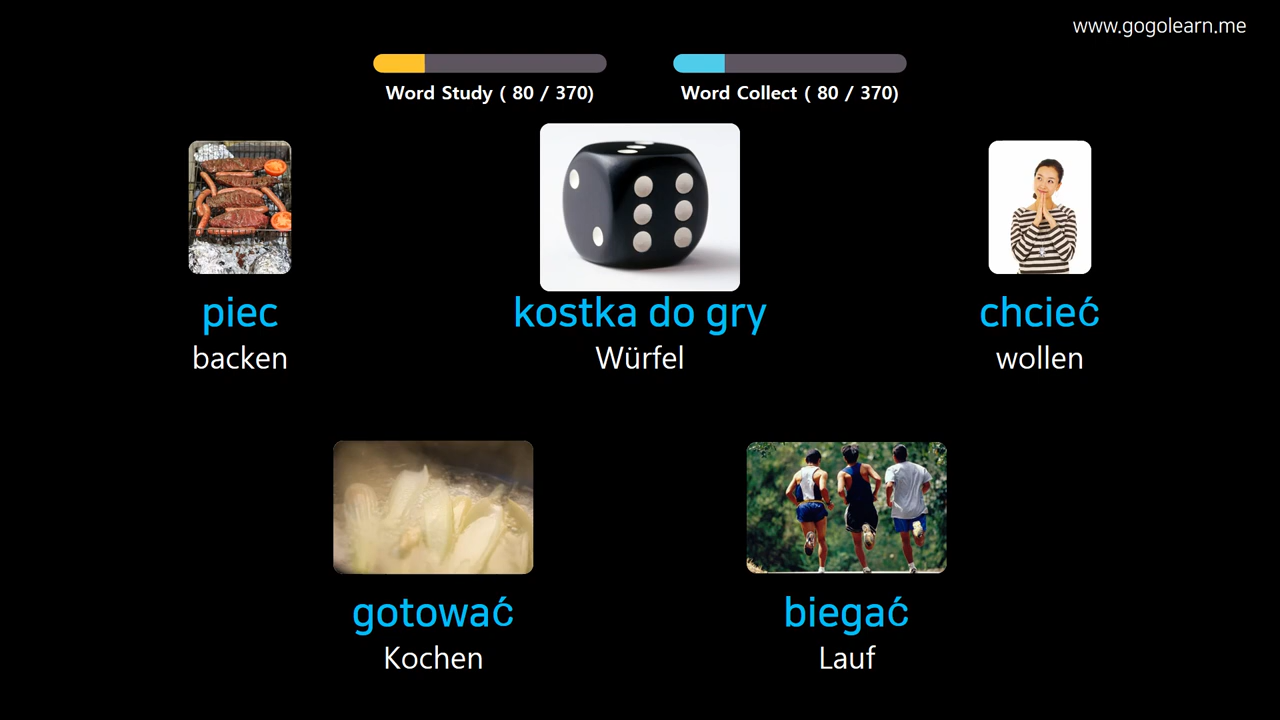 www.gogolearn.me
Word Study ( 80 / 370)
Word Collect ( 80 / 370)
piec
backen
kostka do gry
Würfel
chcieć
wollen
gotować
Kochen
biegać
Lauf